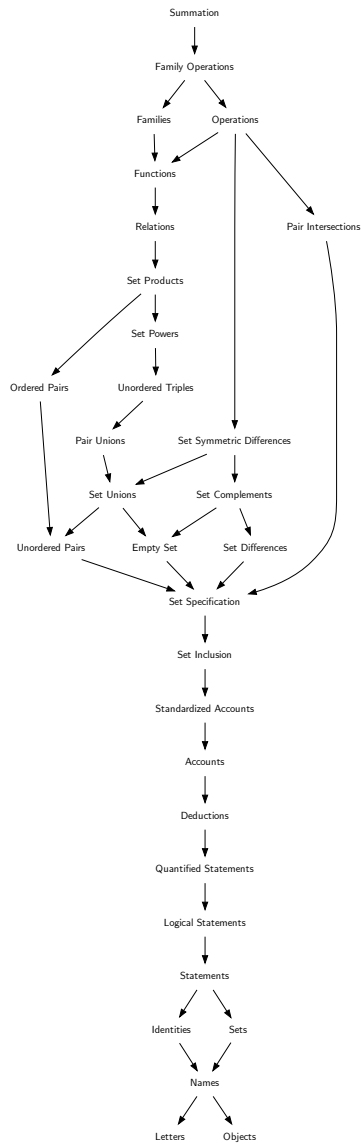 Summation
Family Operations
Families
Operations
Functions
Relations
Pair Intersections
Set Products
Set Powers
Ordered Pairs
Unordered Triples
Pair Unions
Set Symmetric Differences
Set Unions
Set Complements
Unordered Pairs
Empty Set
Set Differences
Set Specification
Set Inclusion
Standardized Accounts
Accounts
Deductions
Quantified Statements
Logical Statements
Statements
Identities
Sets
Names
Letters
Objects